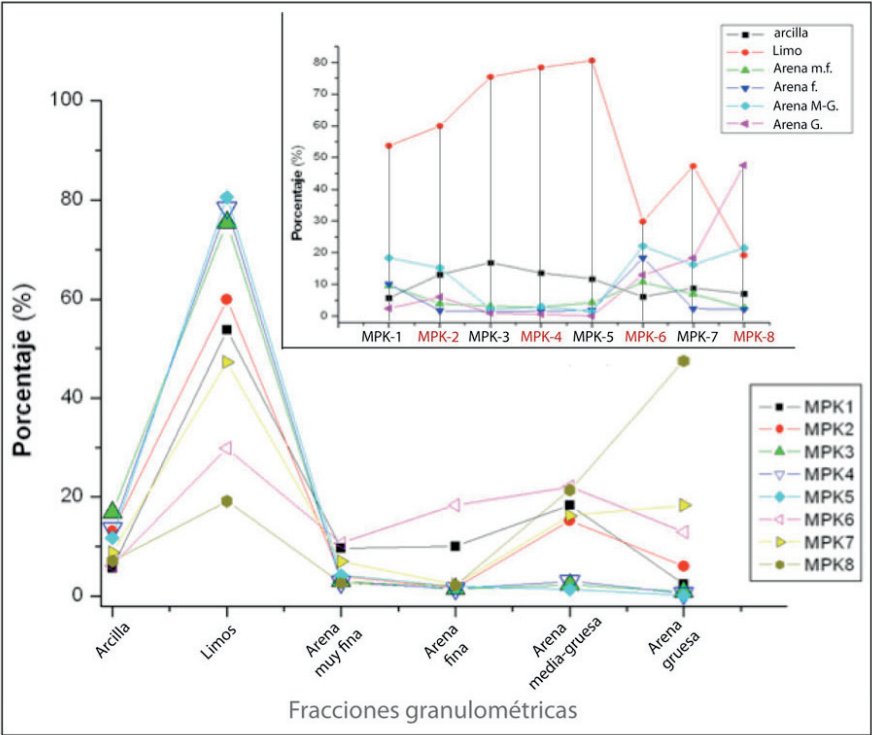 arcilla
Limo
Arena m.f.
Arena f.
Arena M-G.
Arena G.
80
70
60
50
40
30
20
10
0
Porcentaje (%)
MPK-1 MPK-2 MPK-3 MPK-4 MPK-5 MPK-6 MPK-7 MPK-8
100
80
60
40
20
0
Porcentaje (%)
MPK1
MPK2
MPK3
MPK4
MPK5
MPK6
MPK7
MPK8
Arcilla
Limos
Arena
muy fina
Arena
fina
Arena
media-gruesa
Arena
gruesa
Fracciones granulométricas